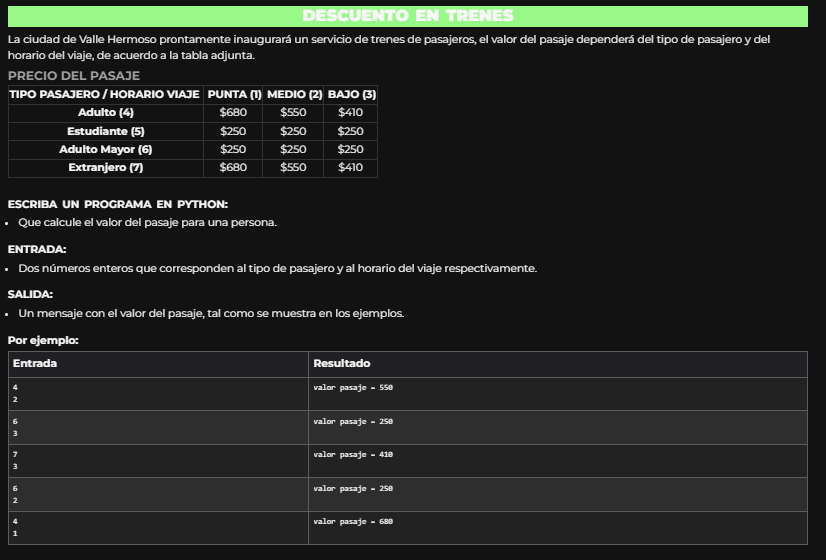 DESCUENTO EN TRENES
La ciudad de Valle Hermoso prontamente inaugurará un servicio de trenes de pasajeros, el valor del pasaje dependerá del tipo de pasajero y del
horario del viaje, de acuerdo a la tabla adjunta.
PRECIO DEL PASAJE
TIPO PASAJERO / HORARIO VIAJE PUNTA (1) MEDIO (2) BAJO (3)
Adulto (4) $680 $550 $410
Estudiante (5) $250 $250 $250
Adulto Mayor (6) $250 $250 $250
Extranjero (7) $680 $550 $410
ESCRIBA UN PROGRAMA EN PYTHON:
• Que calcule el valor del pasaje para una persona.
ENTRADA:
• Dos números enteros que corresponden al tipo de pasajero y al horario del viaje respectivamente.
SALIDA:
• Un mensaje con el valor del pasaje, tal como se muestra en los ejemplos.
Por ejemplo:
Entrada Resultado
4 valor pasaje = 550
2
6 valor pasaje = 250
3
7 valor pasaje = 410
3
6 valor pasaje = 250
2
4 valor pasaje = 680
1